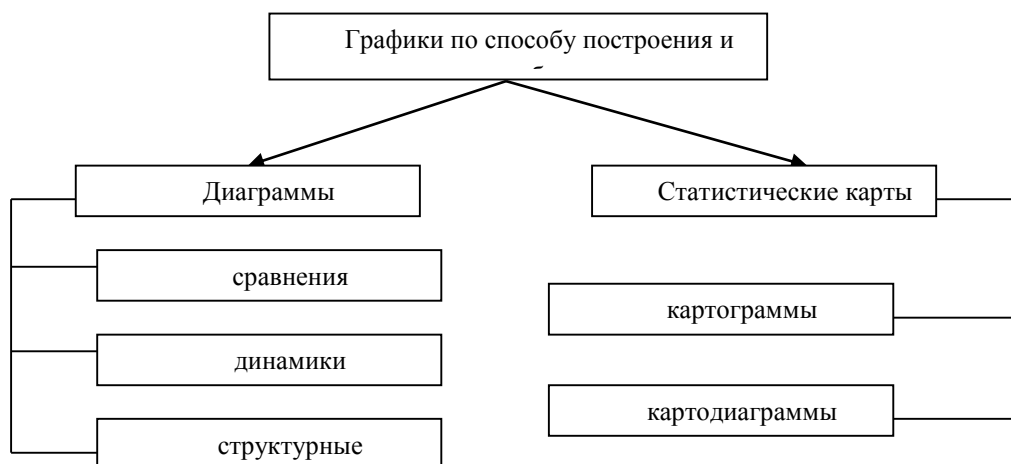 Графики по способу построения и
Диаграммы
Статистические карты
сравнения
картограммы
динамики
картодиаграммы
структурные